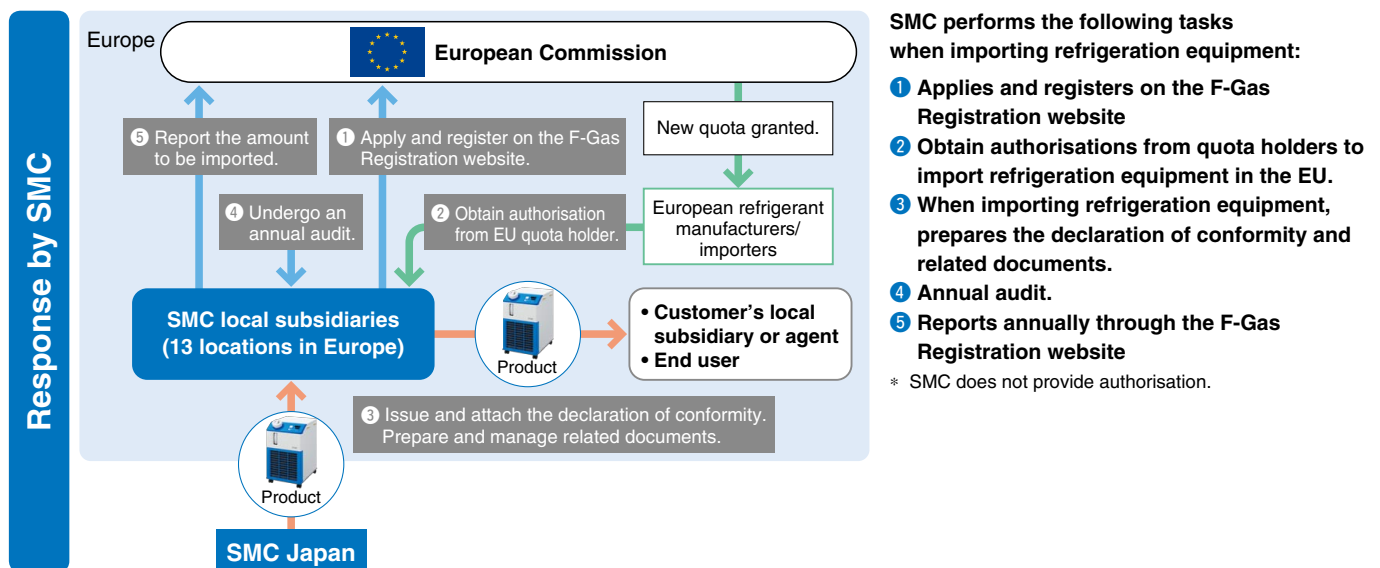 Response by SMC
Europe
European Commission
❺ Report the amount
to be imported.
❶ Apply and register on the F-Gas
Registration website.
New quota granted.
❹ Undergo an
annual audit.
❷ Obtain authorisation
from EU quota holder.
European refrigerant
manufacturers/
importers
SMC local subsidiaries
(13 locations in Europe)
Product
• Customer's local
subsidiary or agent
• End user
❸ Issue and attach the declaration of conformity.
Prepare and manage related documents.
Product
SMC Japan
SMC performs the following tasks
when importing refrigeration equipment:
❶ Applies and registers on the F-Gas
Registration website
❷ Obtain authorisations from quota holders to
import refrigeration equipment in the EU.
❸ When importing refrigeration equipment,
prepares the declaration of conformity and
related documents.
❹ Annual audit.
❺ Reports annually through the F-Gas
Registration website
* SMC does not provide authorisation.